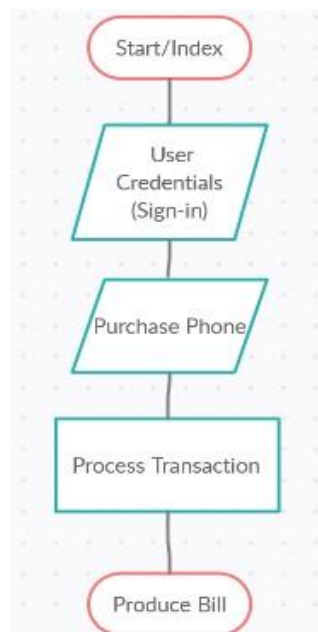 Start/Index
User
Credentials
(Sign-in)
Purchase Phone
Process Transaction
Produce Bill